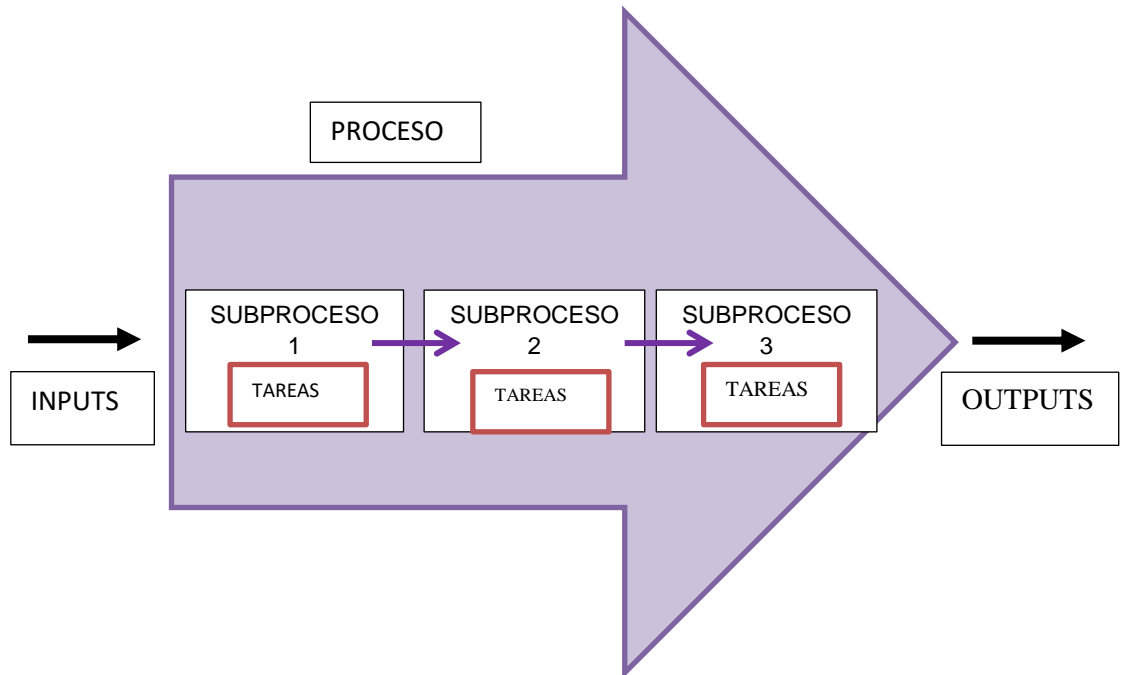 PROCESO
SUBPROCESO
1
TAREAS
SUBPROCESO
2
TAREAS
SUBPROCESO
3
TAREAS
INPUTS
OUTPUTS